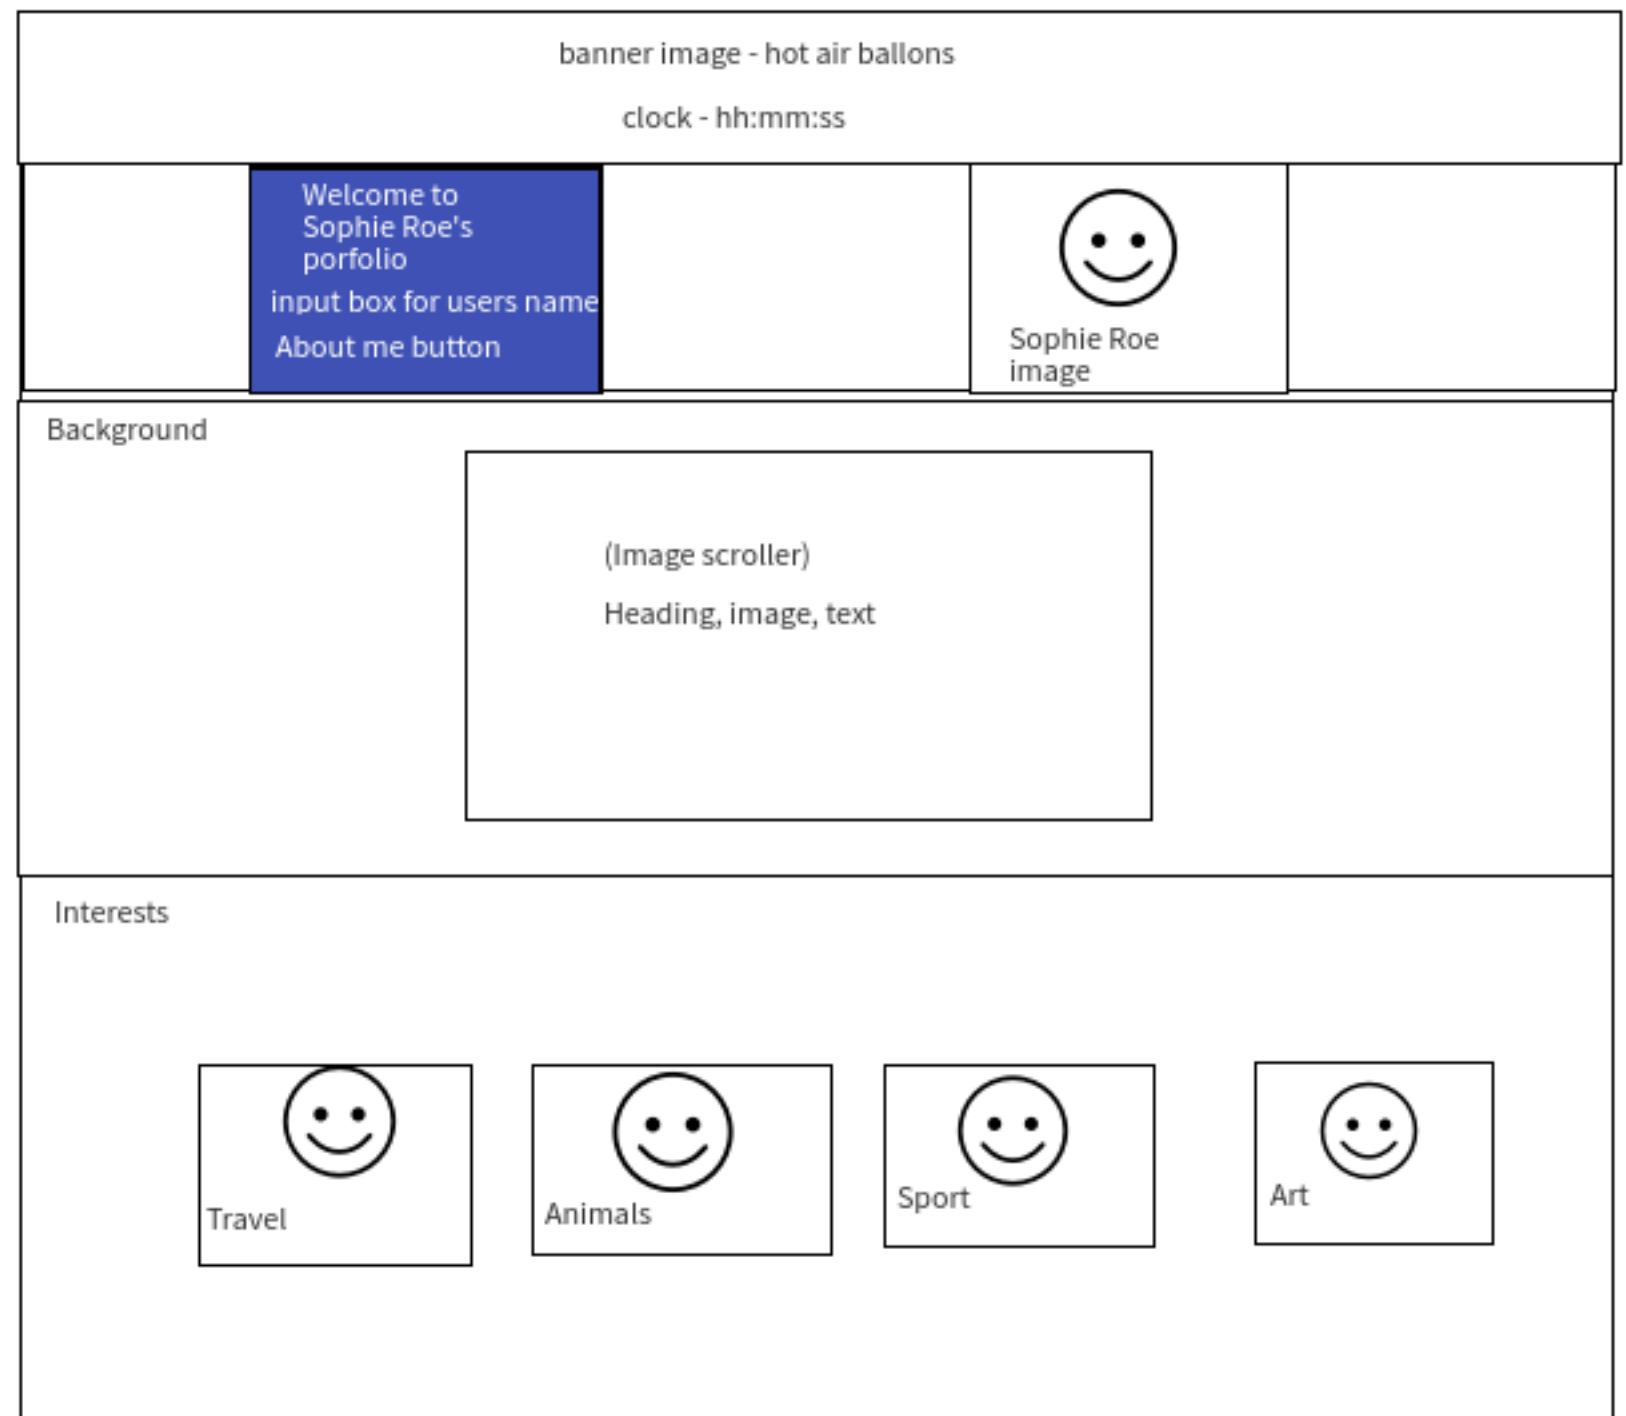 banner image - hot air ballons
clock - hh:mm:ss
Welcome to
Sophie Roe's
porfolio
input box for users name
About me button
Sophie Roe
image
Background
(Image scroller)
Heading, image, text
Interests
Travel
Animals
Sport
Art